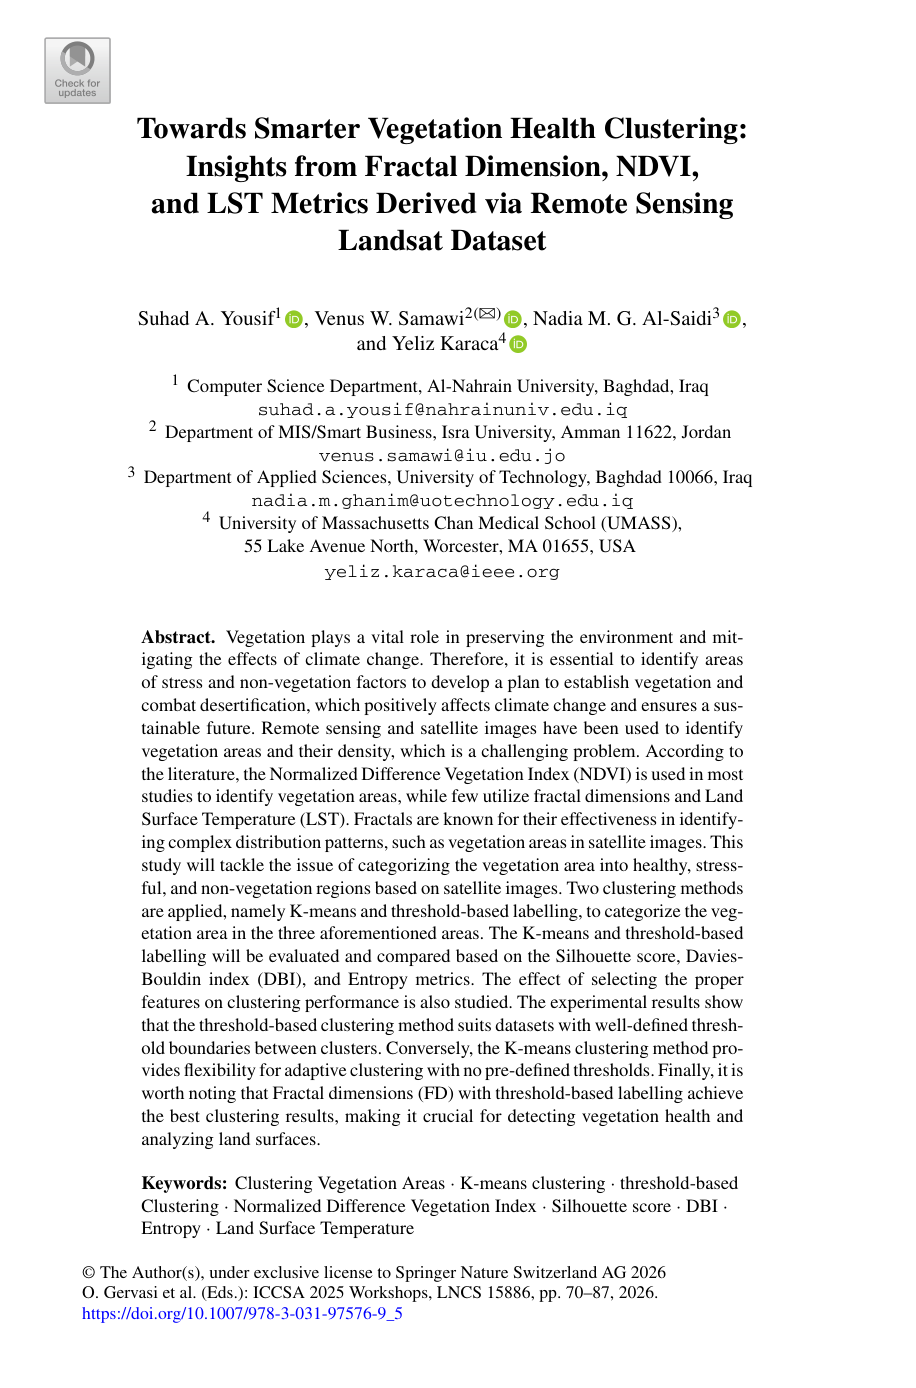 Check for
updates
Towards Smarter Vegetation Health Clustering:
Insights from Fractal Dimension, NDVI,
and LST Metrics Derived via Remote Sensing
Landsat Dataset
Suhad A. Yousif1 iD, Venus W. Samawi2(✉) iD, Nadia M. G. Al-Saidi3 iD,
and Yeliz Karaca4 iD
1 Computer Science Department, Al-Nahrain University, Baghdad, Iraq
suhad.a.yousif@nahrainuniv.edu.iq
2 Department of MIS/Smart Business, Isra University, Amman 11622, Jordan
venus.samawi@iu.edu.jo
3 Department of Applied Sciences, University of Technology, Baghdad 10066, Iraq
nadia.m.ghanim@uotechnology.edu.iq
4 University of Massachusetts Chan Medical School (UMASS),
55 Lake Avenue North, Worcester, MA 01655, USA
yeliz.karaca@ieee.org
Abstract. Vegetation plays a vital role in preserving the environment and mit-
igating the effects of climate change. Therefore, it is essential to identify areas
of stress and non-vegetation factors to develop a plan to establish vegetation and
combat desertification, which positively affects climate change and ensures a sus-
tainable future. Remote sensing and satellite images have been used to identify
vegetation areas and their density, which is a challenging problem. According to
the literature, the Normalized Difference Vegetation Index (NDVI) is used in most
studies to identify vegetation areas, while few utilize fractal dimensions and Land
Surface Temperature (LST). Fractals are known for their effectiveness in identify-
ing complex distribution patterns, such as vegetation areas in satellite images. This
study will tackle the issue of categorizing the vegetation area into healthy, stress-
ful, and non-vegetation regions based on satellite images. Two clustering methods
are applied, namely K-means and threshold-based labelling, to categorize the veg-
etation area in the three aforementioned areas. The K-means and threshold-based
labelling will be evaluated and compared based on the Silhouette score, Davies-
Bouldin index (DBI), and Entropy metrics. The effect of selecting the proper
features on clustering performance is also studied. The experimental results show
that the threshold-based clustering method suits datasets with well-defined thresh-
old boundaries between clusters. Conversely, the K-means clustering method pro-
vides flexibility for adaptive clustering with no pre-defined thresholds. Finally, it is
worth noting that Fractal dimensions (FD) with threshold-based labelling achieve
the best clustering results, making it crucial for detecting vegetation health and
analyzing land surfaces.
Keywords: Clustering Vegetation Areas · K-means clustering · threshold-based
Clustering · Normalized Difference Vegetation Index · Silhouette score · DBI ·
Entropy · Land Surface Temperature
© The Author(s), under exclusive license to Springer Nature Switzerland AG 2026
O. Gervasi et al. (Eds.): ICCSA 2025 Workshops, LNCS 15886, pp. 70–87, 2026.
https://doi.org/10.1007/978-3-031-97576-9_5